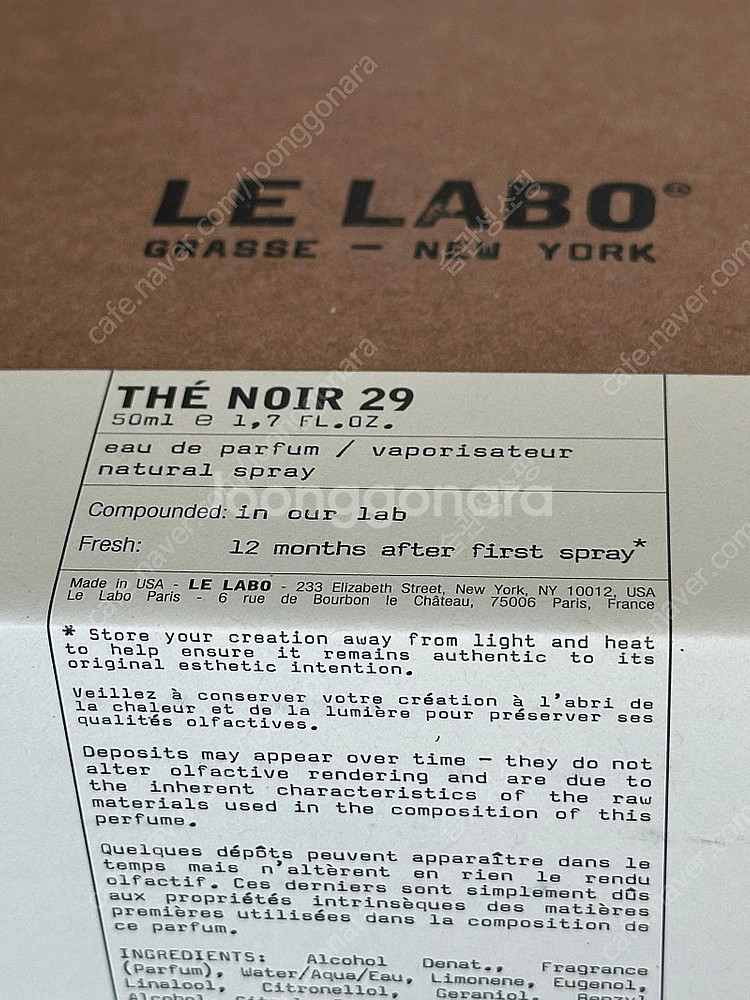 LE LABO®
GRASSE — NEW YORK
THÉ NOIR 29
50ml e 1,7 FL.OZ.
eau de parfum / vaporisateur
natural spray
Compounded: in our lab
Fresh: 12 months after first spray*
Made in USA - LE LABO - 233 Elizabeth Street, New York, NY 10012, USA
Le Labo Paris - 6 rue de Bourbon le Château, 75006 Paris, France
* Store your creation away from light and heat
to help ensure it remains authentic to its
original esthetic intention.
Veillez à conserver votre création à l'abri de
la chaleur et de la lumière pour préserver ses
qualités olfactives.
Deposits may appear over time — they do not
alter olfactive rendering and are due to
the inherent characteristics of the raw
materials used in the composition of this
perfume.
Quelques dépôts peuvent apparaître dans le
temps mais n'altèrent en rien le rendu
olfactif. Ces derniers sont simplement dûs
aux propriétés intrinsèques des matières
premières utilisées dans la composition de
ce parfum.
INGREDIENTS: Alcohol Denat., Fragrance
(Parfum), Water/Aqua/Eau, Limonene, Eugenol,
Linalool, Citronellol, Geraniol, Benzyl
joonggonara
cafe.naver.com/joonggonara